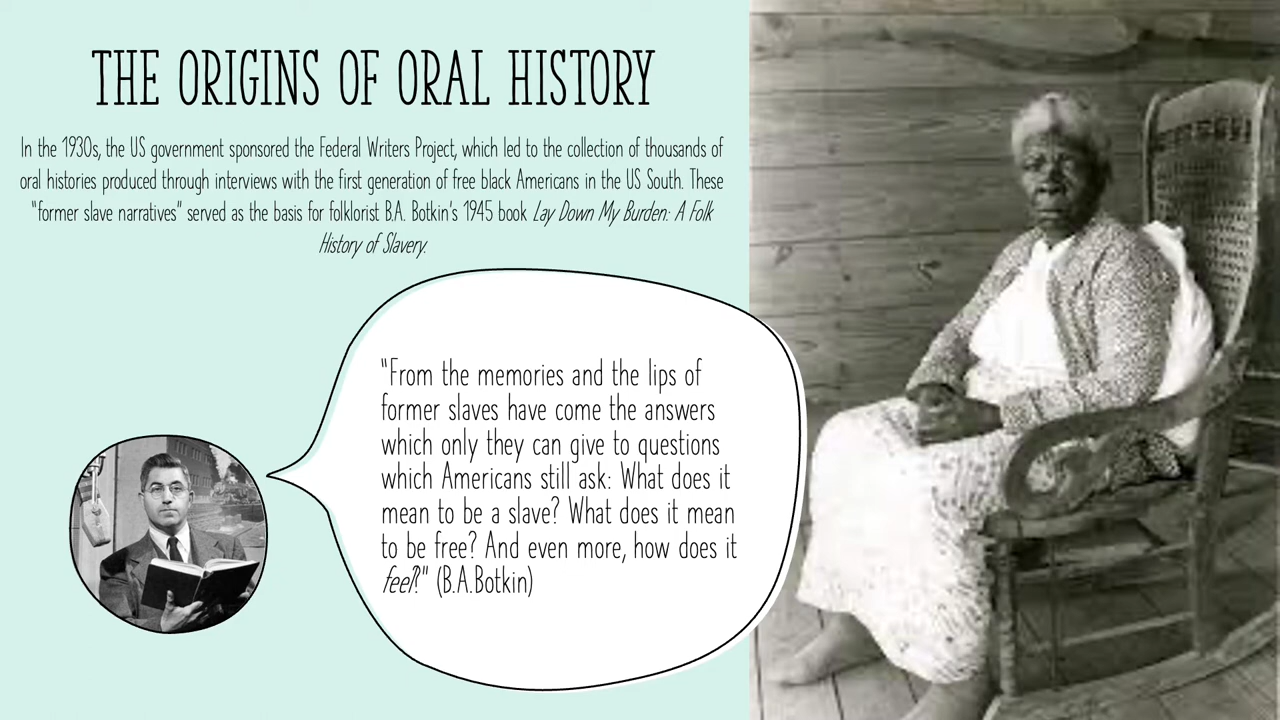 THE ORIGINS OF ORAL HISTORY
In the 1930s, the US government sponsored the Federal Writers Project, which led to the collection of thousands of
oral histories produced through interviews with the first generation of free black Americans in the US South. These
"former slave narratives" served as the basis for folklorist B.A. Botkin's 1945 book Lay Down My Burden: A Folk
History of Slavery.
"From the memories and the lips of
former slaves have come the answers
which only they can give to questions
which Americans still ask: What does it
mean to be a slave? What does it mean
to be free? And even more, how does it
feel?" (B.A.Botkin)